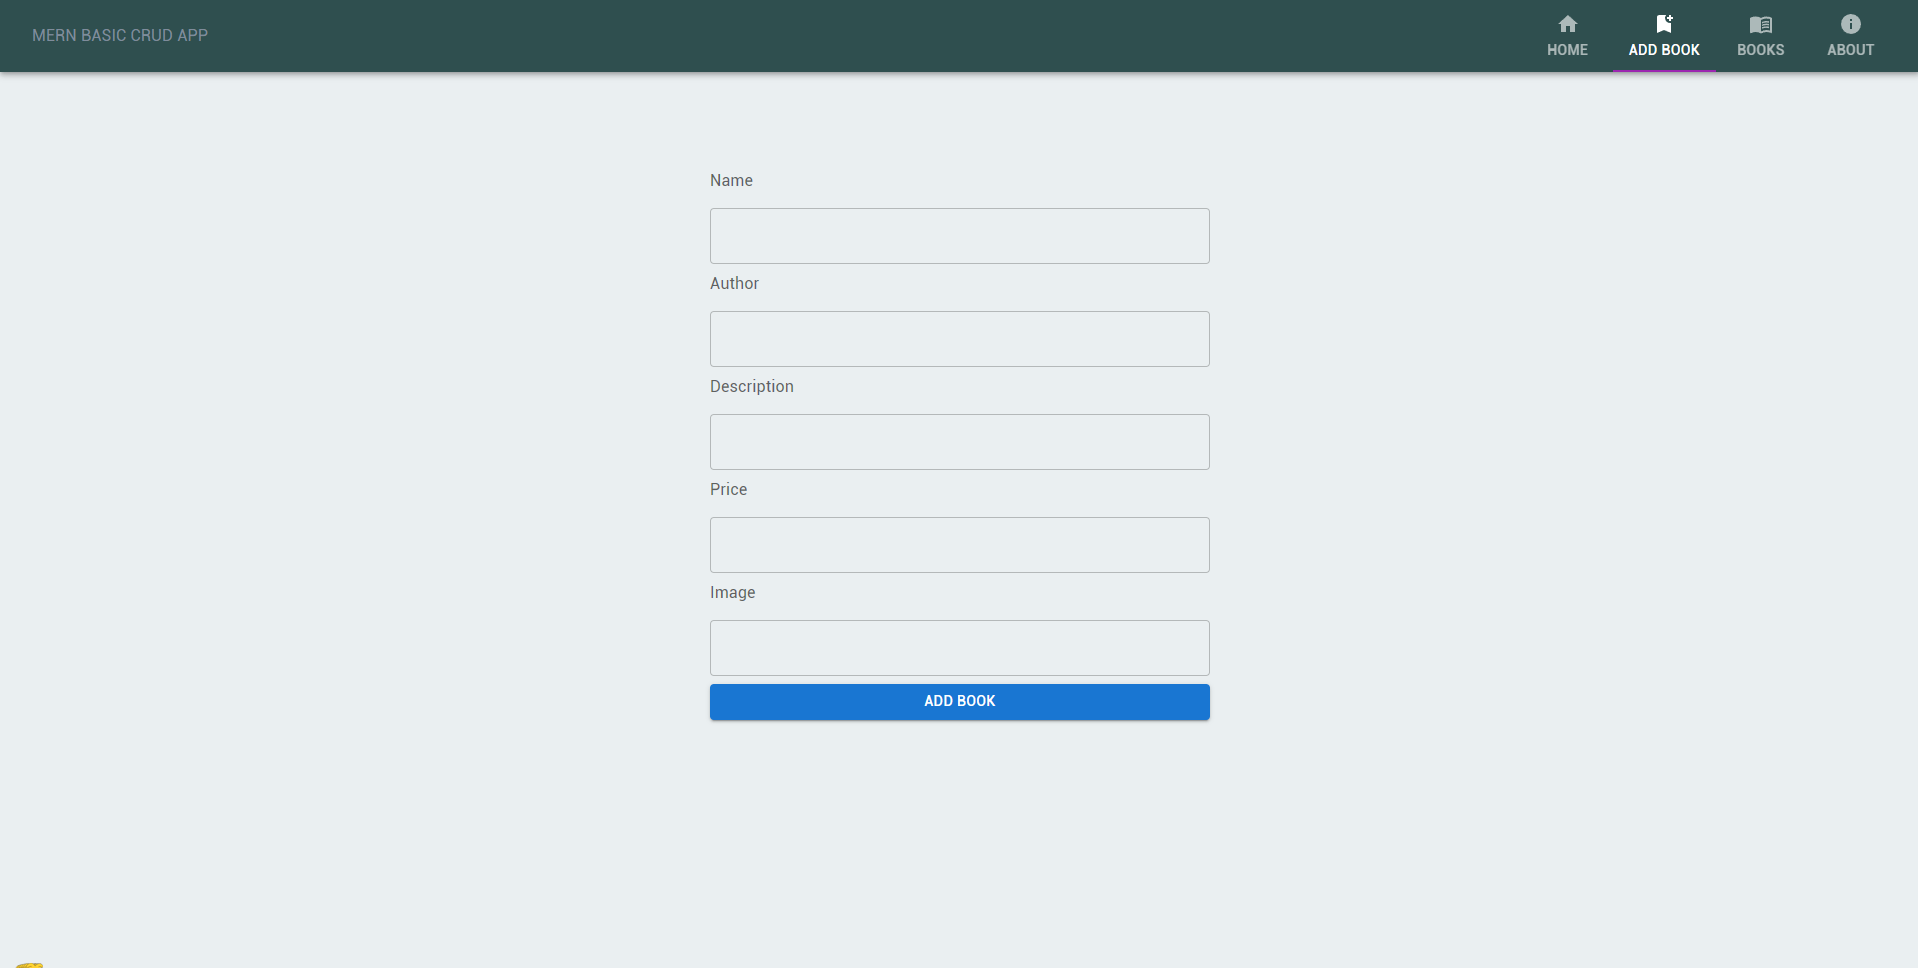 MERN BASIC CRUD APP
HOME
ADD BOOK
BOOKS
ABOUT
Name
Author
Description
Price
Image
ADD BOOK